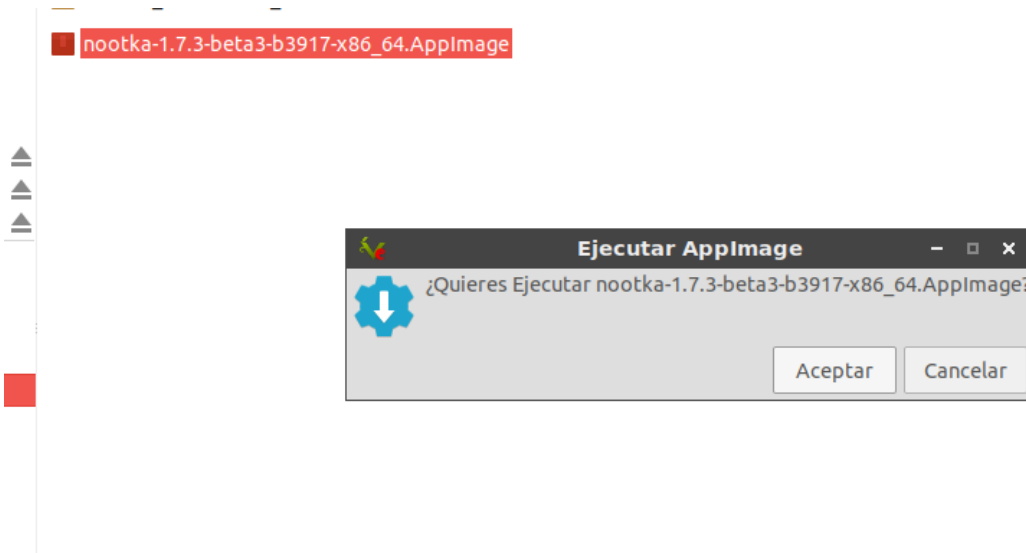 nootka-1.7.3-beta3-b3917-x86_64.AppImage
Ejecutar AppImage
¿Quieres Ejecutar nootka-1.7.3-beta3-b3917-x86_64.AppImage?
Aceptar Cancelar